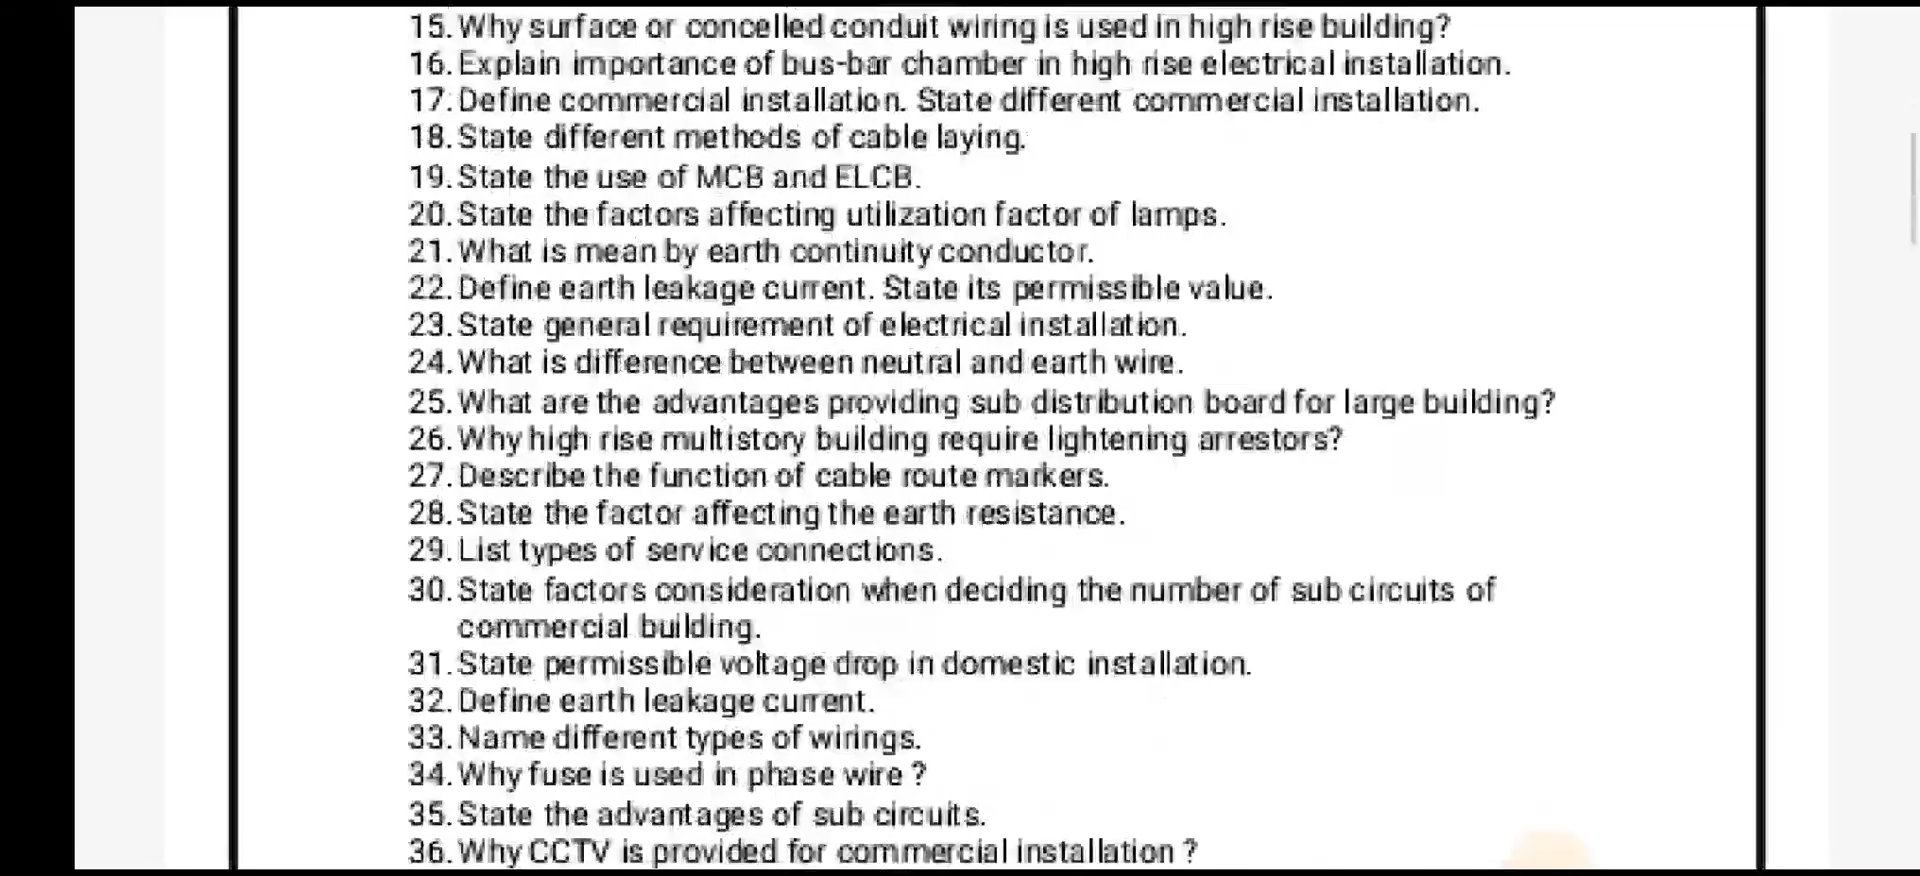 15. Why surface or concelled conduit wiring is used in high rise building?
16. Explain importance of bus-bar chamber in high rise electrical installation.
17. Define commercial installation. State different commercial installation.
18. State different methods of cable laying.
19. State the use of MCB and ELCB.
20. State the factors affecting utilization factor of lamps.
21. What is mean by earth continuity conductor.
22. Define earth leakage current. State its permissible value.
23. State general requirement of electrical installation.
24. What is difference between neutral and earth wire.
25. What are the advantages providing sub distribution board for large building?
26. Why high rise multistory building require lightening arrestors?
27. Describe the function of cable route markers.
28. State the factor affecting the earth resistance.
29. List types of service connections.
30. State factors consideration when deciding the number of sub circuits of
commercial building.
31. State permissible voltage drop in domestic installation.
32. Define earth leakage current.
33. Name different types of wirings.
34. Why fuse is used in phase wire ?
35. State the advantages of sub circuits.
36. Why CCTV is provided for commercial installation ?